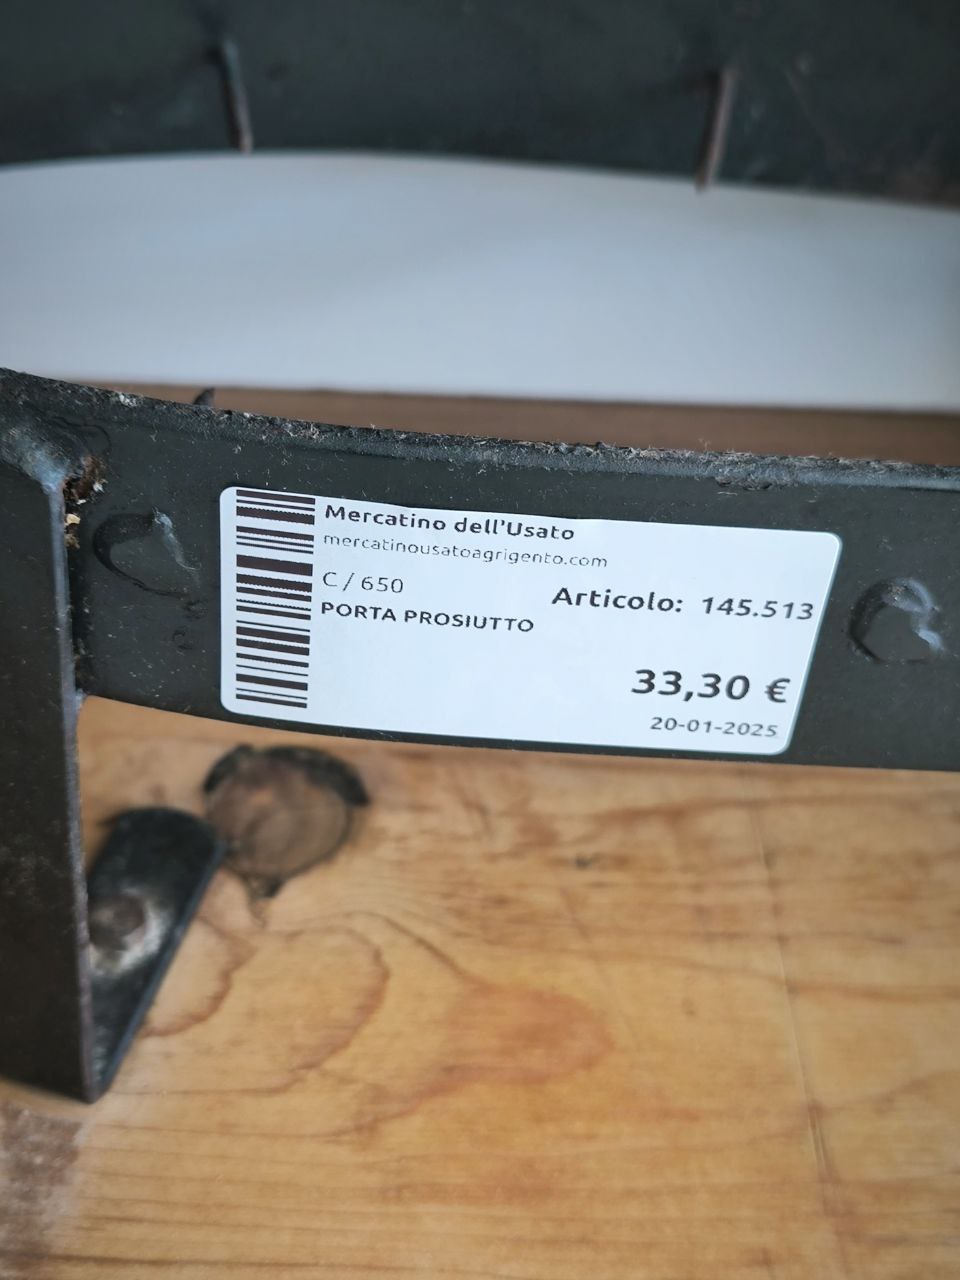 Mercatino dell'Usato
mercatinousatoagrigento.com
C / 650
Articolo: 145.513
PORTA PROSIUTTO
33,30 €
20-01-2025